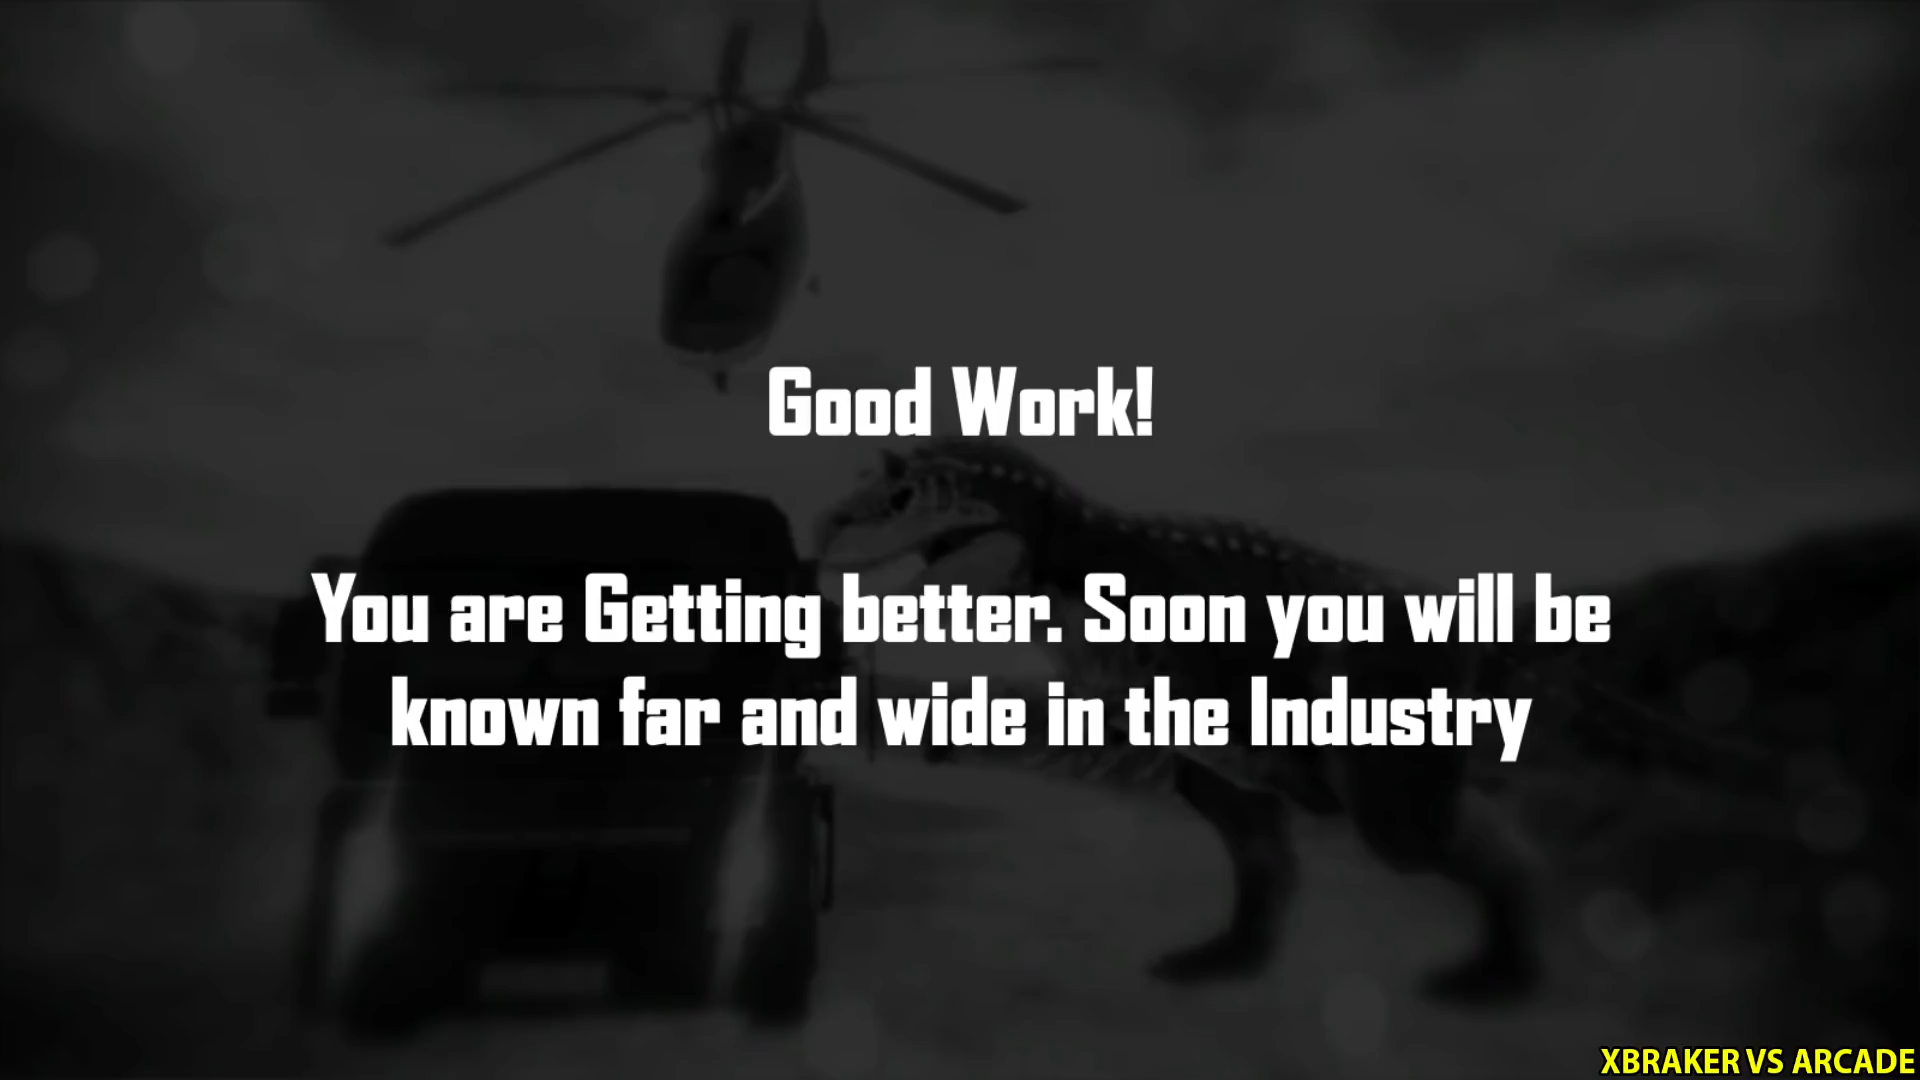 Good Work!
You are Getting better. Soon you will be
known far and wide in the Industry
XBRAKER VS ARCADE